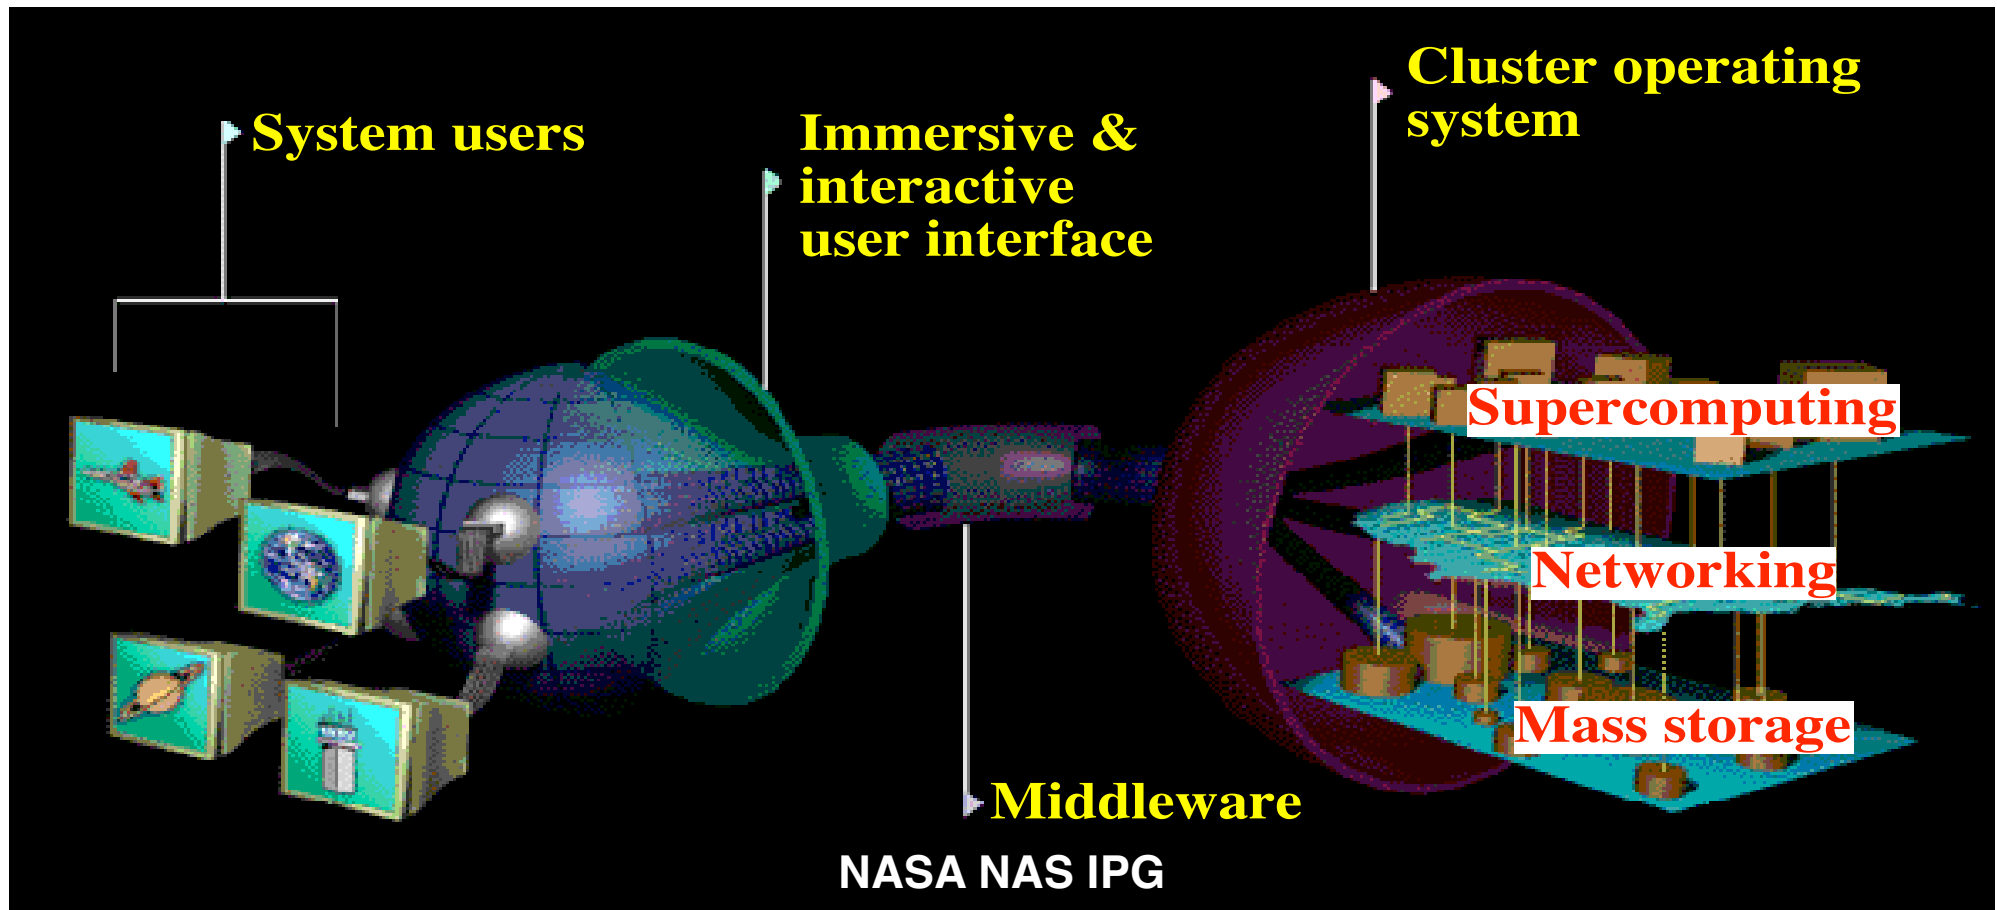 System users
Immersive &
interactive
user interface
Cluster operating
system
Supercomputing
Networking
Mass storage
Middleware
NASA NAS IPG